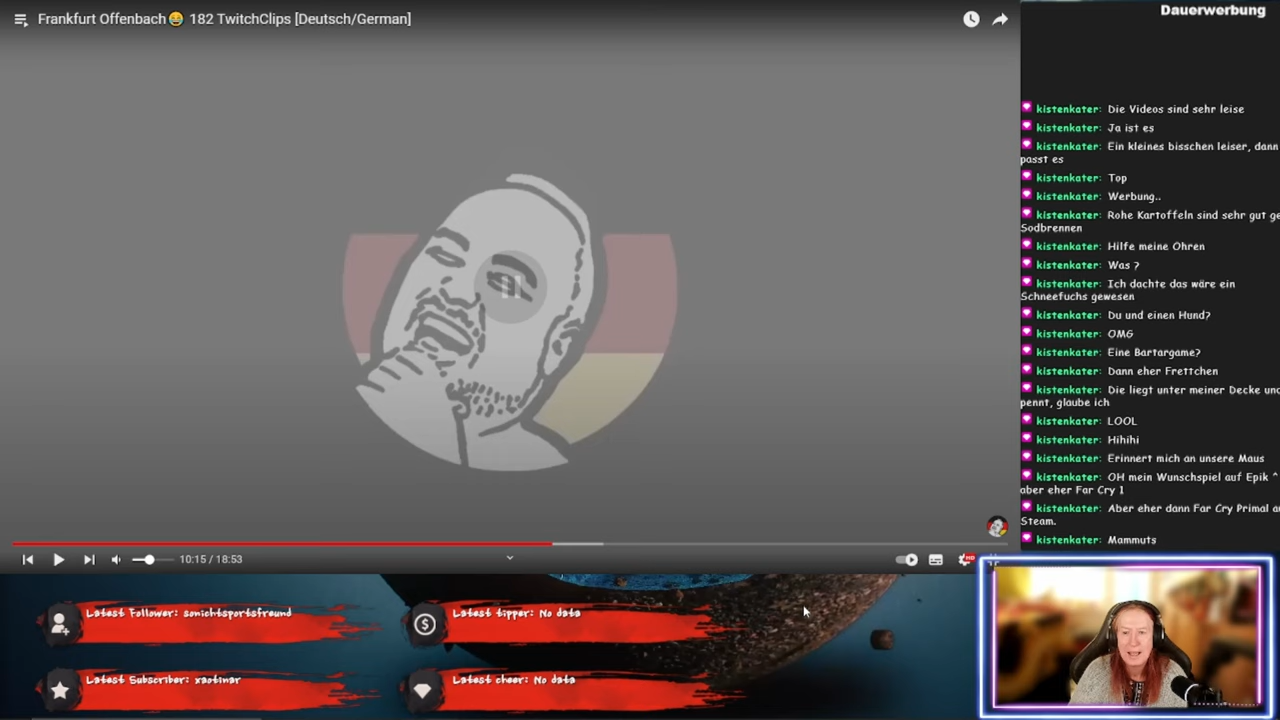 Frankfurt Offenbach😂 182 TwitchClips [Deutsch/German]
Dauerwerbung
kistenkater: Die Videos sind sehr leise
kistenkater: Ja ist es
kistenkater: Ein kleines bisschen leiser, dann
passt es
kistenkater: Top
kistenkater: Werbung..
kistenkater: Rohe Kartoffeln sind sehr gut ge
Sodbrennen
kistenkater: Hilfe meine Ohren
kistenkater: Was ?
kistenkater: Ich dachte das wäre ein
Schneefuchs gewesen
kistenkater: Du und einen Hund?
kistenkater: OMG
kistenkater: Eine Bartargame?
kistenkater: Dann eher Frettchen
kistenkater: Die liegt unter meiner Decke und
pennt, glaube ich
kistenkater: LOOL
kistenkater: Hihihi
kistenkater: Erinnert mich an unsere Maus
kistenkater: OH mein Wunschspiel auf Epik ^
aber eher Far Cry 1
kistenkater: Aber eher dann Far Cry Primal au
Steam.
kistenkater: Mammuts
10:15 / 18:53
HD
Latest Follower: sonichtsportsfreund
Latest tipper: No data
Latest Subscriber: xaotinar
Latest cheer: No data